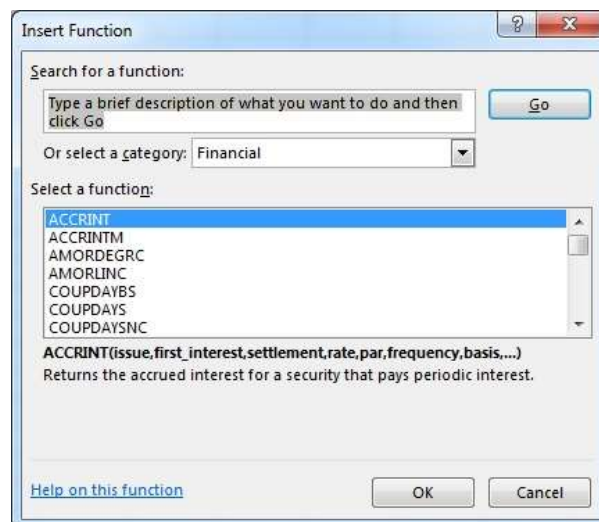 Insert Function
Search for a function:
Type a brief description of what you want to do and then
click Go
Go
Or select a category: Financial
Select a function:
ACCRINT
ACCRINTM
AMORDEGRC
AMORLINC
COUPDAYBS
COUPDAYS
COUPDAYSNC
ACCRINT(issue,first_interest,settlement,rate,par,frequency,basis,...)
Returns the accrued interest for a security that pays periodic interest.
Help on this function
OK Cancel